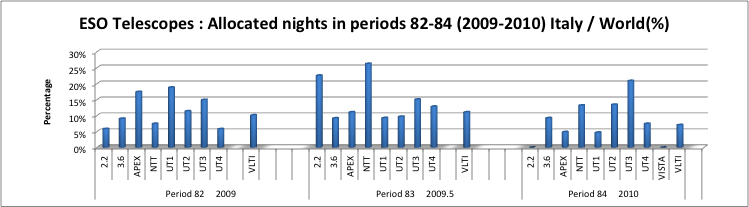 ESO Telescopes : Allocated nights in periods 82-84 (2009-2010) Italy / World(%)
Percentage
30%
25%
20%
15%
10%
5%
0%
2.2 3.6 APEX NTT UT1 UT2 UT3 UT4 VLTI 2.2 3.6 APEX NTT UT1 UT2 UT3 UT4 VLTI 2.2 3.6 APEX NTT UT1 UT2 UT3 UT4 VISTA VLTI
Period 82 2009 Period 83 2009.5 Period 84 2010